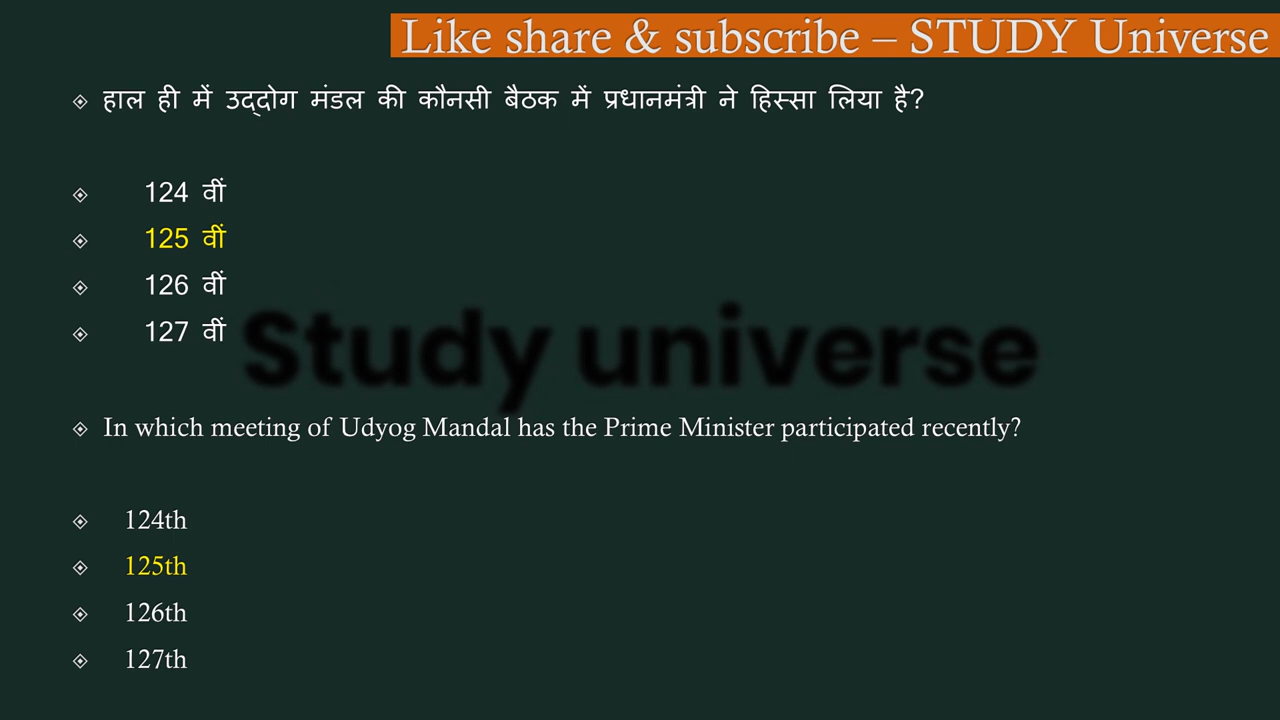 Like share & subscribe – STUDY Universe
हाल ही में उद्दोग मंडल की कौनसी बैठक में प्रधानमंत्री ने हिस्सा लिया है?
124 वीं
125 वीं
126 वीं
127 वीं
Study universe
In which meeting of Udyog Mandal has the Prime Minister participated recently?
124th
125th
126th
127th